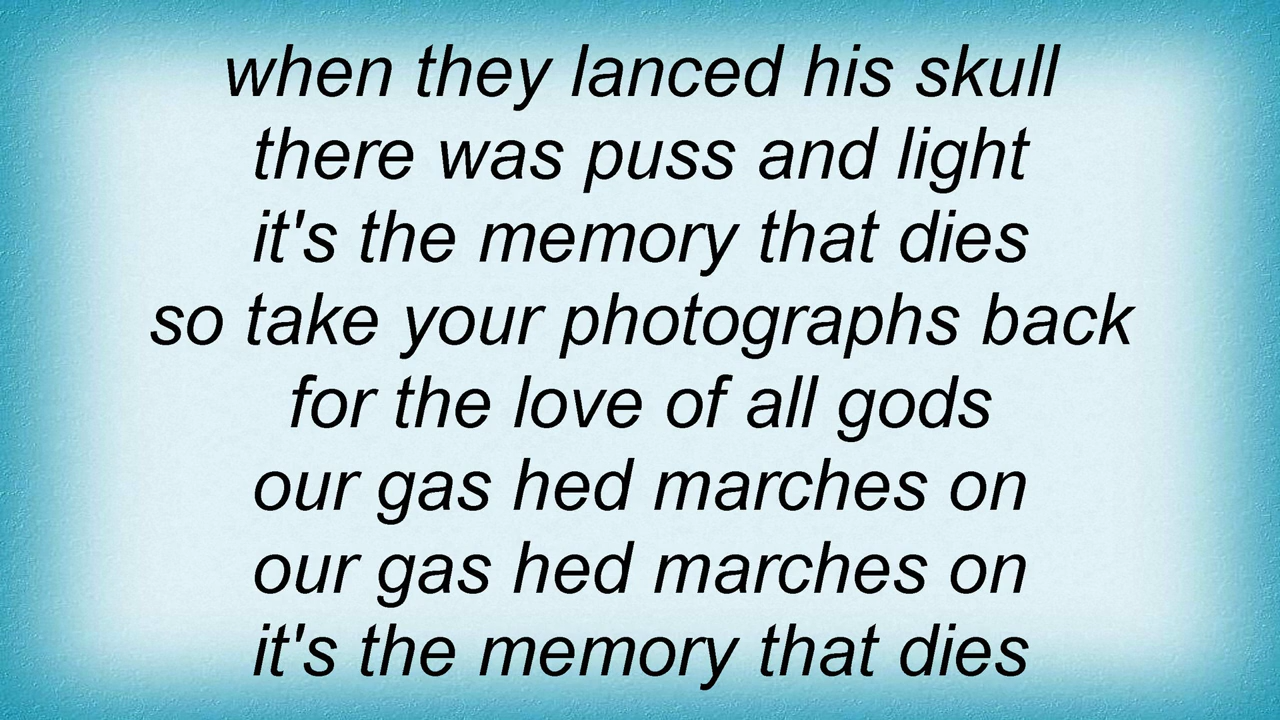 when they lanced his skull
there was puss and light
it's the memory that dies
so take your photographs back
for the love of all gods
our gas hed marches on
our gas hed marches on
it's the memory that dies